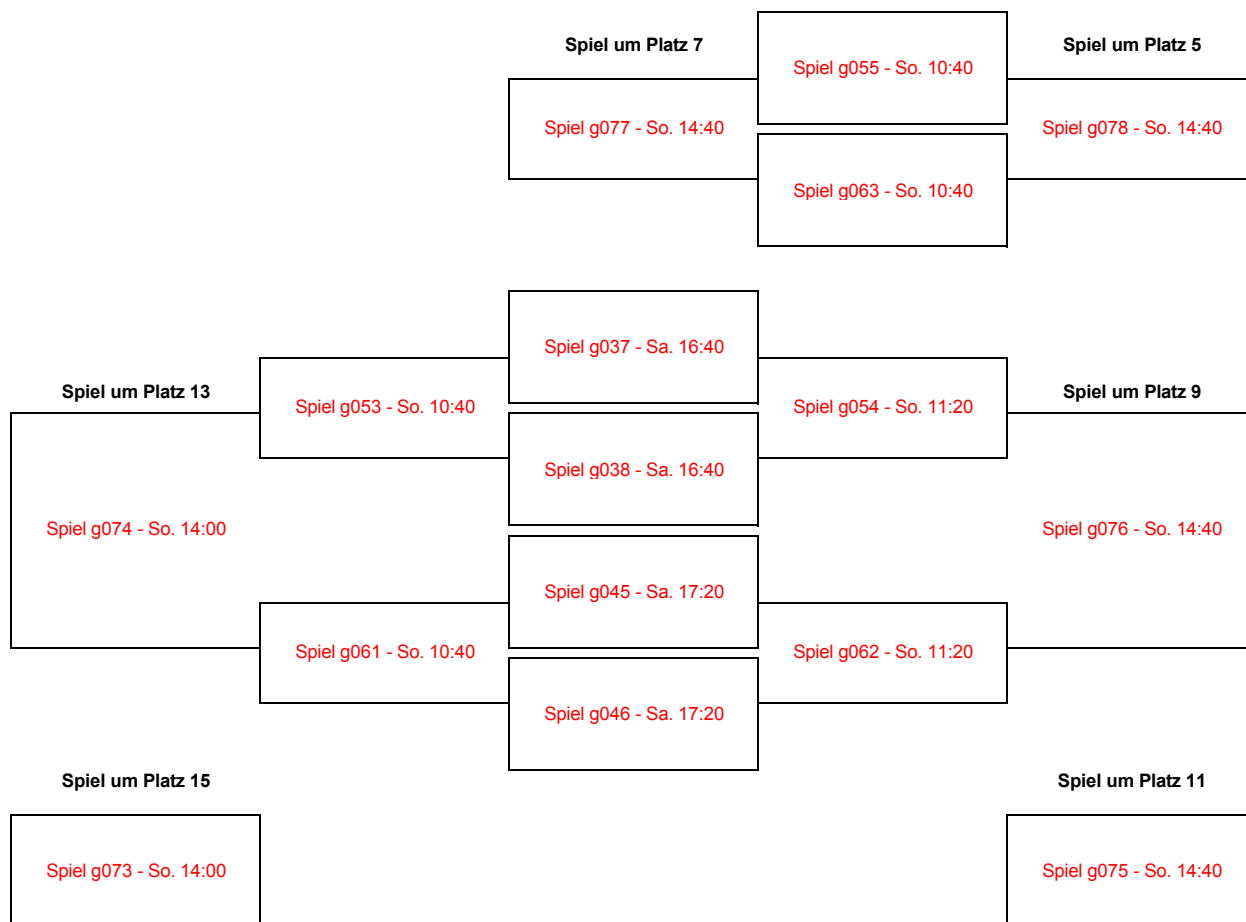 Spiel um Platz 7
Spiel um Platz 5
Spiel g055 - So. 10:40
Spiel g077 - So. 14:40
Spiel g078 - So. 14:40
Spiel g063 - So. 10:40
Spiel g037 - Sa. 16:40
Spiel um Platz 13
Spiel um Platz 9
Spiel g053 - So. 10:40
Spiel g054 - So. 11:20
Spiel g038 - Sa. 16:40
Spiel g074 - So. 14:00
Spiel g076 - So. 14:40
Spiel g045 - Sa. 17:20
Spiel g061 - So. 10:40
Spiel g062 - So. 11:20
Spiel g046 - Sa. 17:20
Spiel um Platz 15
Spiel um Platz 11
Spiel g073 - So. 14:00
Spiel g075 - So. 14:40